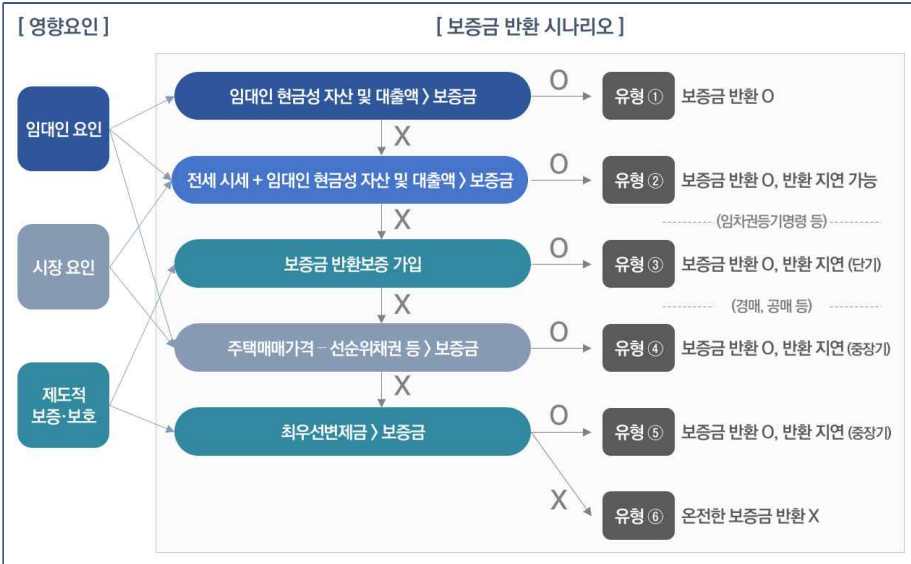 [ 영향요인 ]
[ 보증금 반환 시나리오 ]
임대인 요인
시장 요인
제도적
보증·보호
임대인 현금성 자산 및 대출액 > 보증금
O
유형 ①
보증금 반환 O
X
전세 시세 + 임대인 현금성 자산 및 대출액 > 보증금
O
유형 ②
보증금 반환 O, 반환 지연 가능
(임차권등기명령 등)
X
보증금 반환보증 가입
O
유형 ③
보증금 반환 O, 반환 지연 (단기)
(경매, 공매 등)
X
주택매매가격 – 선순위채권 등 > 보증금
O
유형 ④
보증금 반환 O, 반환 지연 (중장기)
X
최우선변제금 > 보증금
O
유형 ⑤
보증금 반환 O, 반환 지연 (중장기)
X
유형 ⑥
온전한 보증금 반환 X